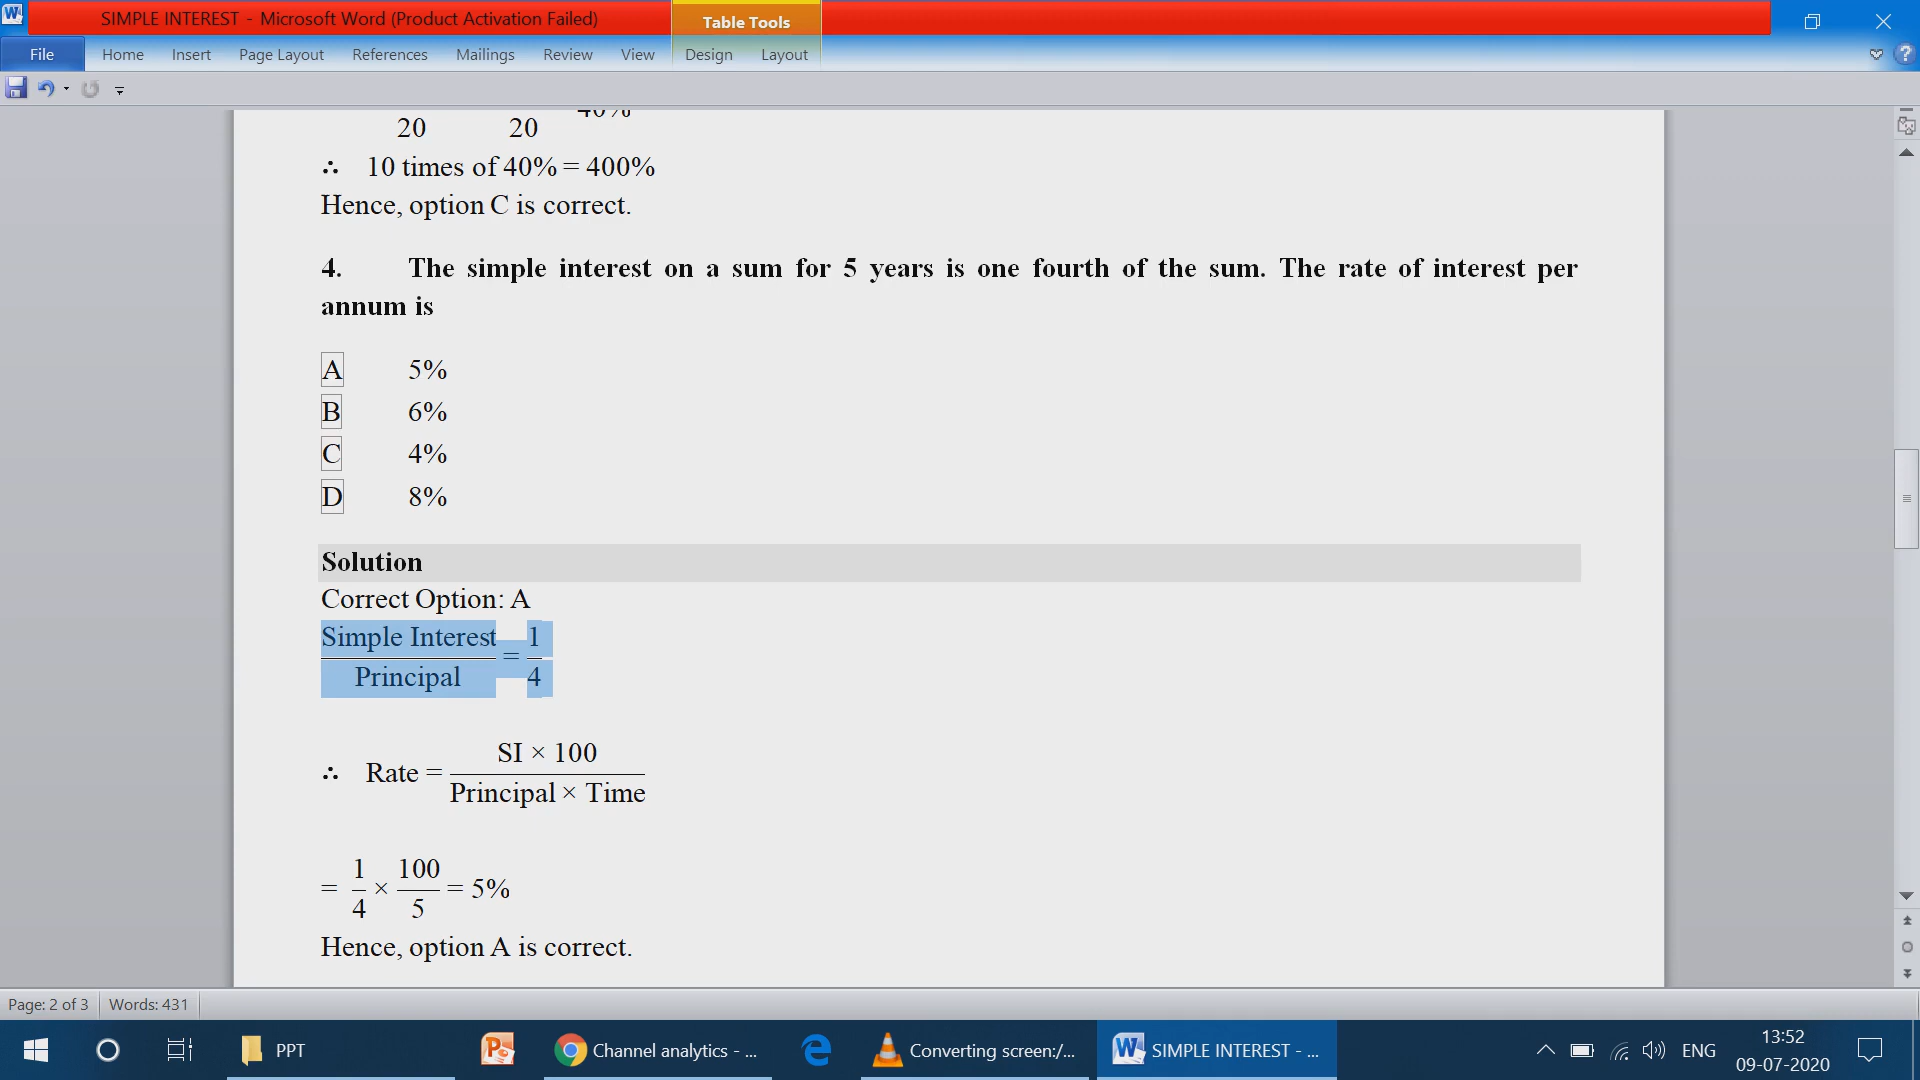 SIMPLE INTEREST - Microsoft Word (Product Activation Failed)
Table Tools
File Home Insert Page Layout References Mailings Review View Design Layout
40%
20 20
∴ 10 times of 40% = 400%
Hence, option C is correct.
4. The simple interest on a sum for 5 years is one fourth of the sum. The rate of interest per
annum is
A 5%
B 6%
C 4%
D 8%
Solution
Correct Option: A
Simple Interest / Principal = 1/4
∴ Rate = SI × 100 / Principal × Time
= 1/4 × 100/5 = 5%
Hence, option A is correct.
Page: 2 of 3 Words: 431
PPT Channel analytics - ... Converting screen:/... SIMPLE INTEREST - ... ENG 13:52
09-07-2020